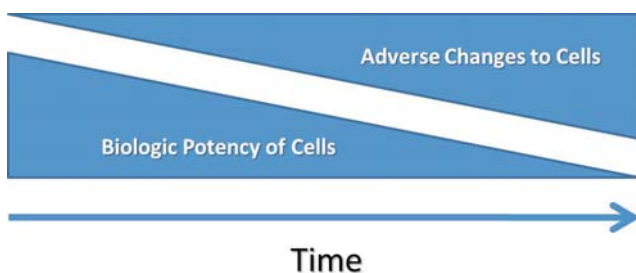 Adverse Changes to Cells
Biologic Potency of Cells
Time